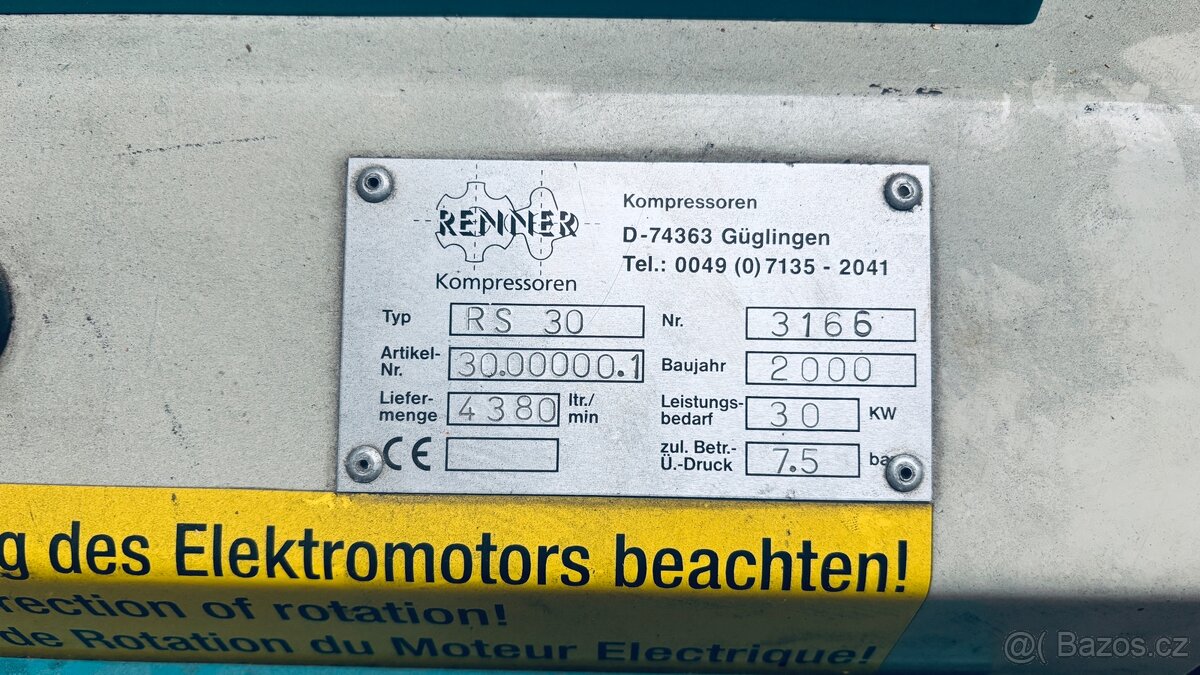 RENNER
Kompressoren
Kompressoren
D-74363 Güglingen
Tel.: 0049 (0) 7135 - 2041
Typ RS 30 Nr. 3166
Artikel-Nr. 30.00000.1 Baujahr 2000
Liefer-menge 4380 ltr./min Leistungs-bedarf 30 KW
CE zul. Betr.-Ü.-Druck 7.5
des Elektromotors beachten!
of rotation!
de Rotation du Moteur Electrique!
@( Bazos.cz